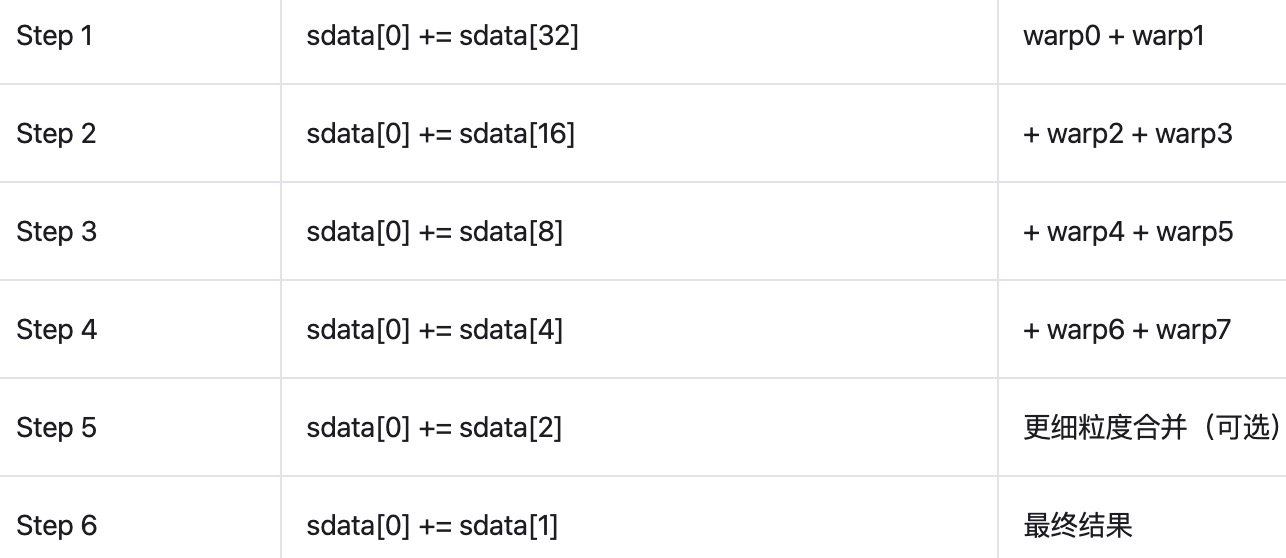 Step 1 sdata[0] += sdata[32] warp0 + warp1
Step 2 sdata[0] += sdata[16] + warp2 + warp3
Step 3 sdata[0] += sdata[8] + warp4 + warp5
Step 4 sdata[0] += sdata[4] + warp6 + warp7
Step 5 sdata[0] += sdata[2] 更细粒度合并（可选）
Step 6 sdata[0] += sdata[1] 最终结果